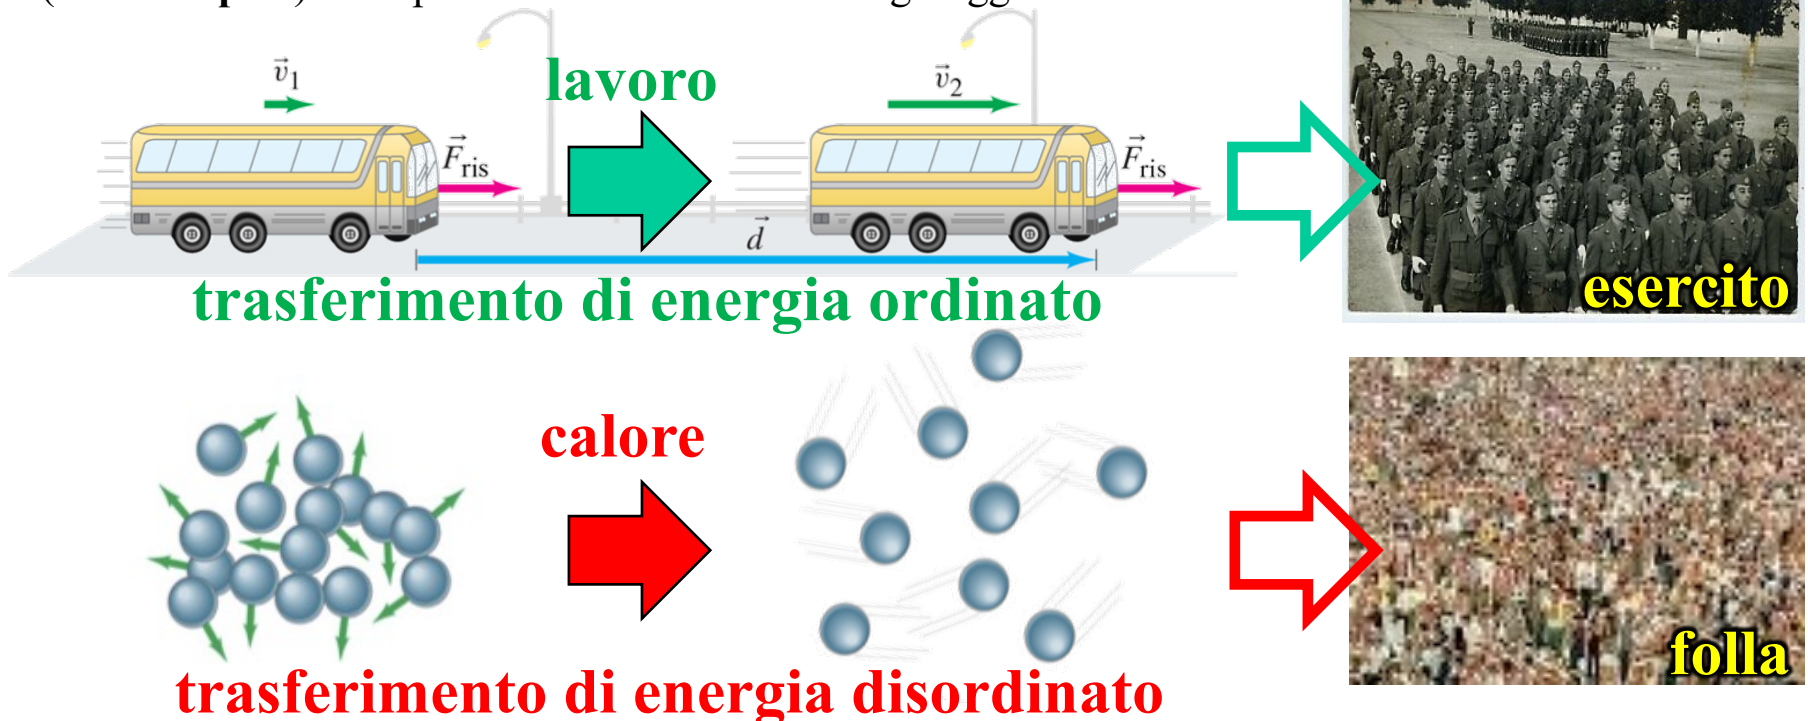 lavoro
v⃗₁
v⃗₂
F⃗ris
F⃗ris
d⃗
trasferimento di energia ordinato
esercito
calore
trasferimento di energia disordinato
folla